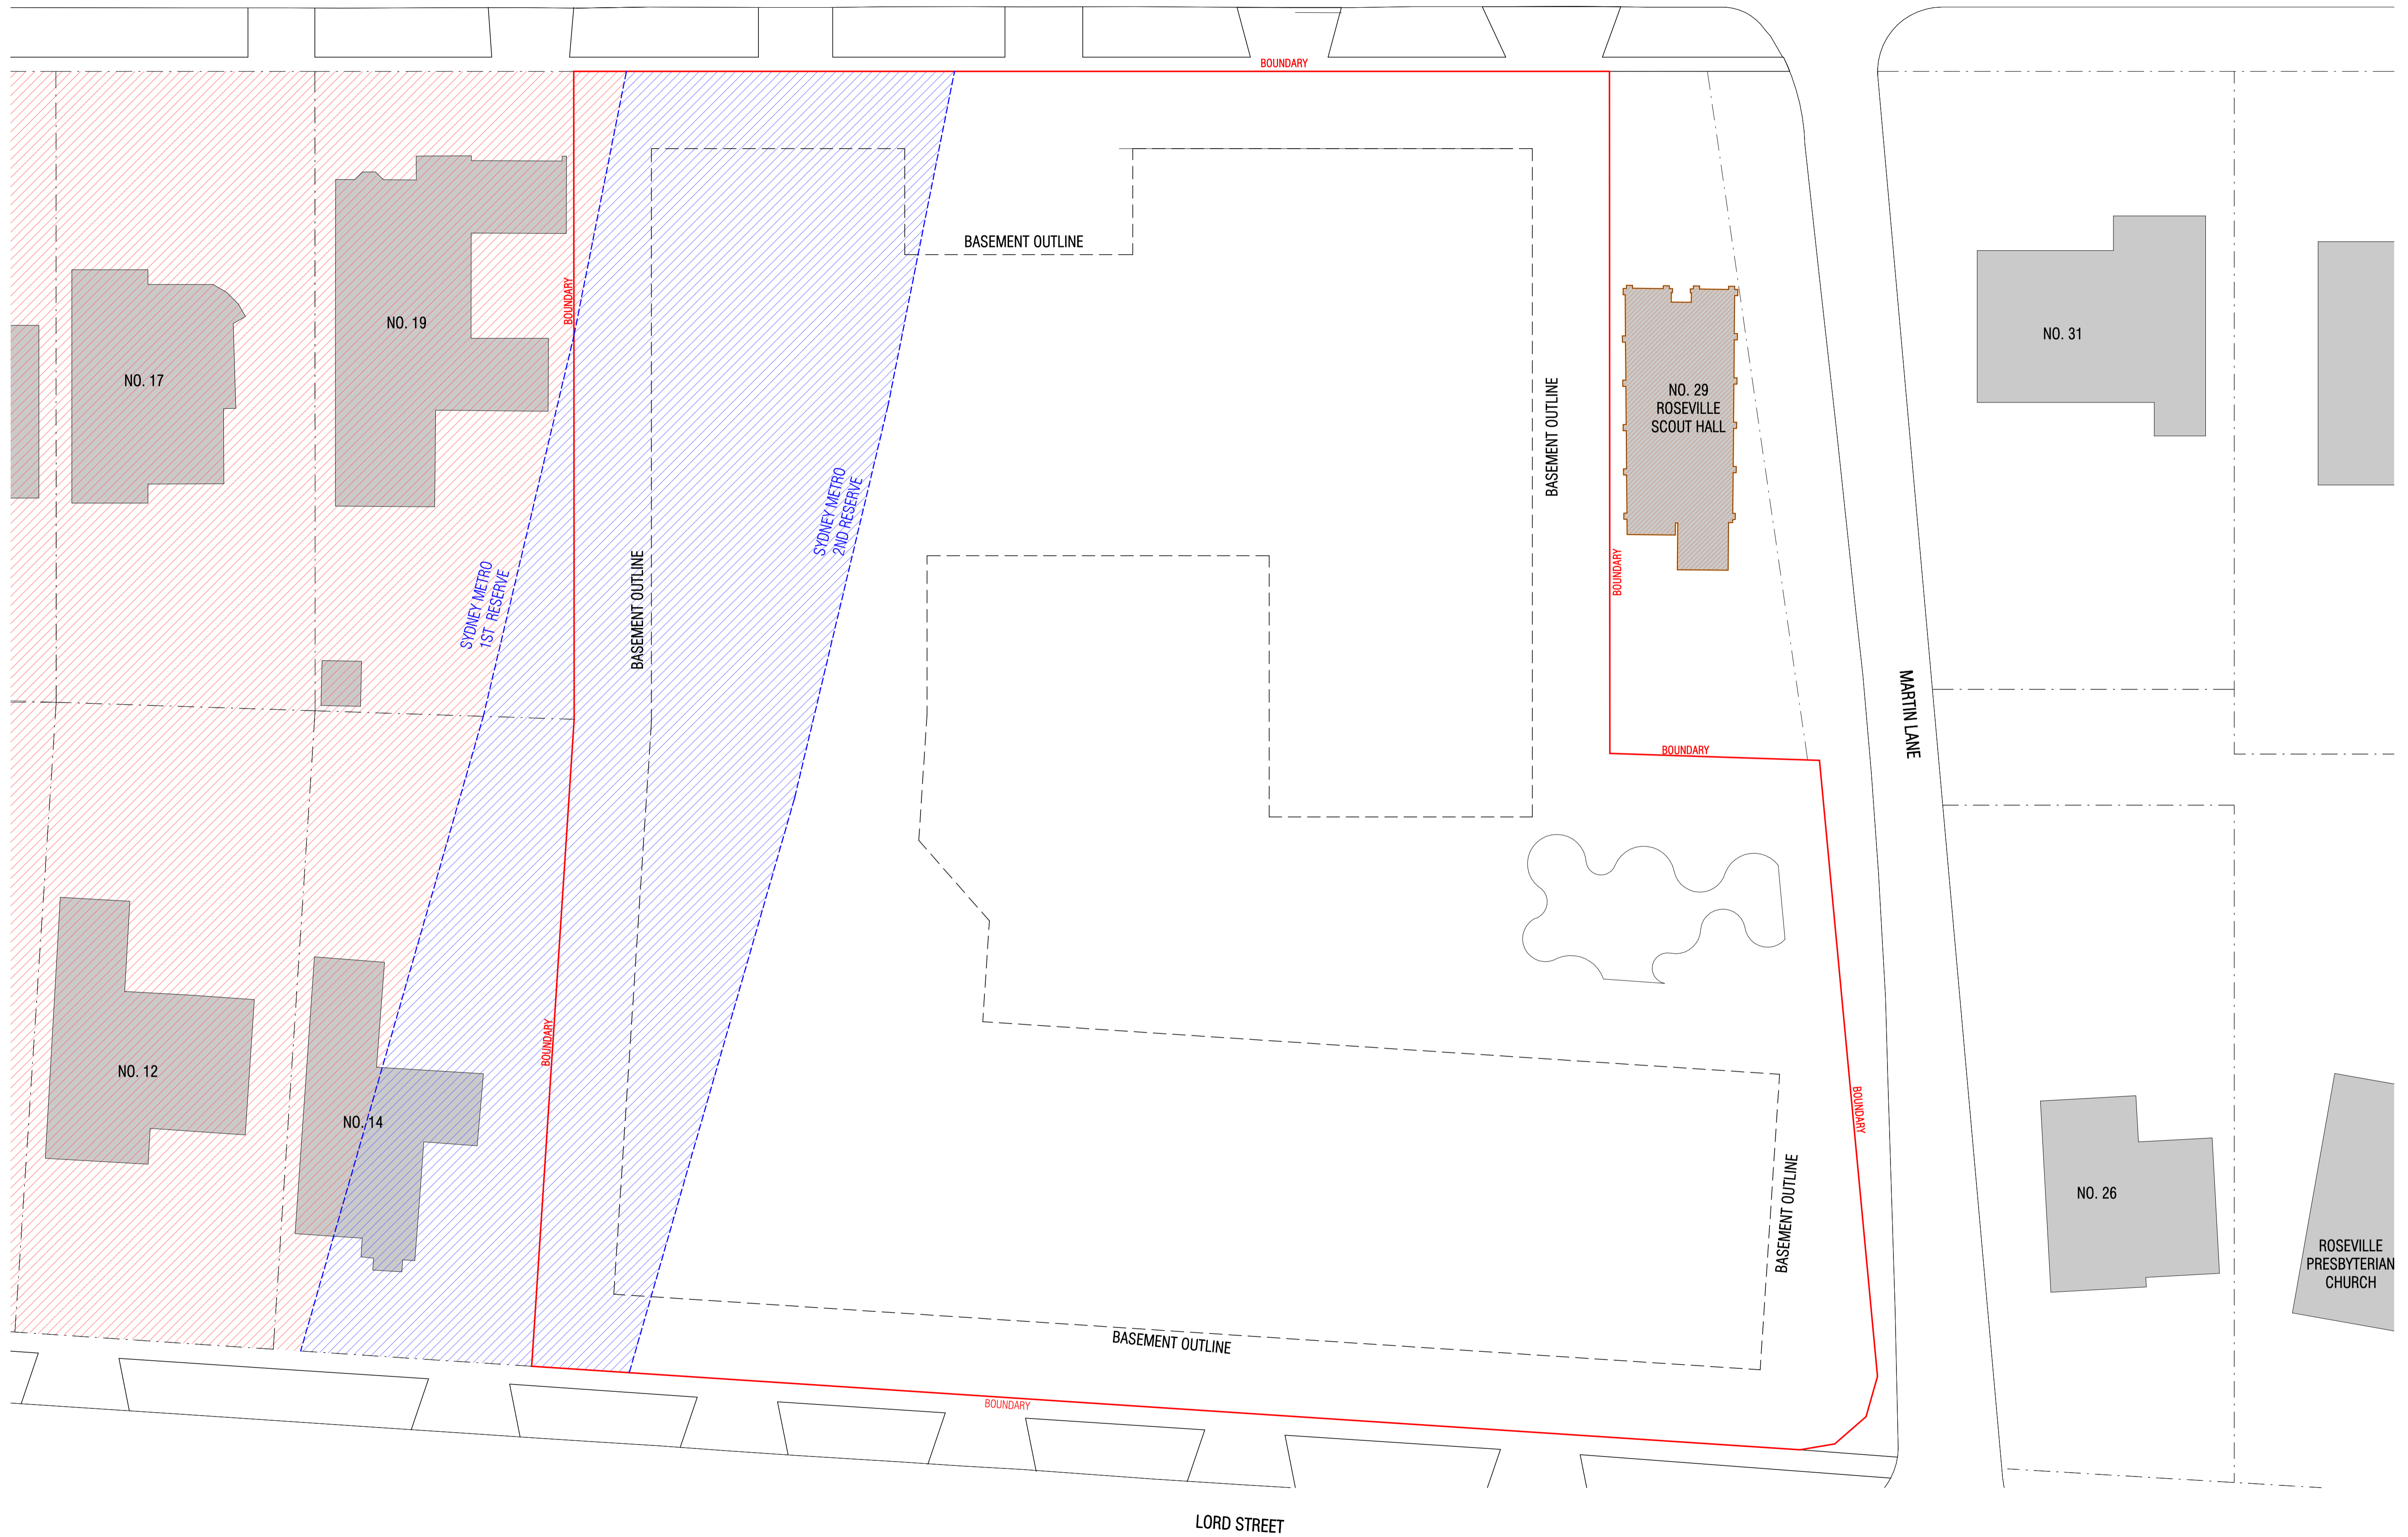 BOUNDARY
BASEMENT OUTLINE
BOUNDARY
NO. 19
NO. 17
NO. 31
NO. 29
ROSEVILLE
SCOUT HALL
BASEMENT OUTLINE
SYDNEY METRO
2ND RESERVE
SYDNEY METRO
1ST RESERVE
BASEMENT OUTLINE
BOUNDARY
MARTIN LANE
BOUNDARY
BOUNDARY
NO. 12
NO. 14
BOUNDARY
NO. 26
BASEMENT OUTLINE
ROSEVILLE
PRESBYTERIAN
CHURCH
BASEMENT OUTLINE
BOUNDARY
LORD STREET